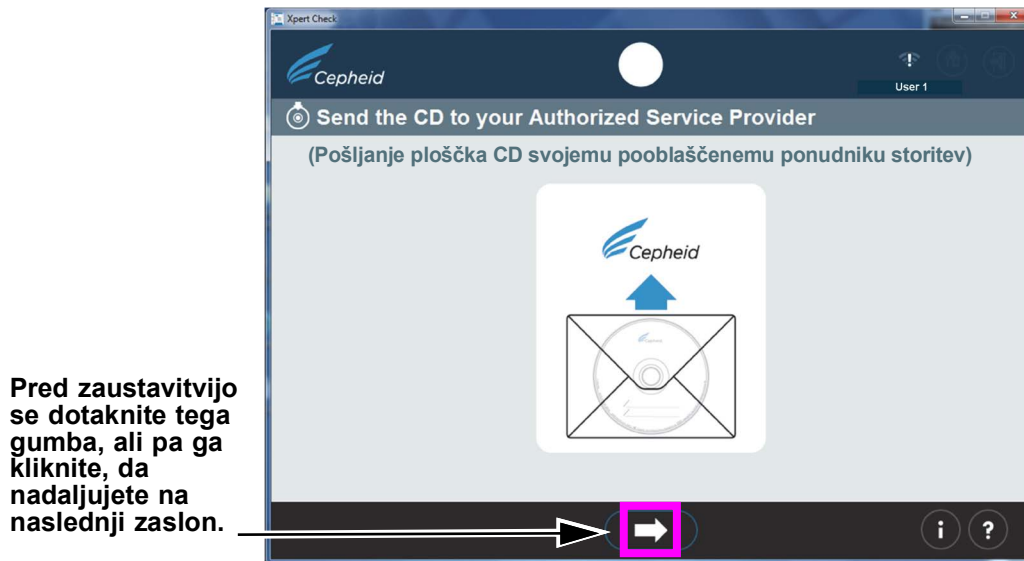 Xpert Check
Cepheid
User 1
Send the CD to your Authorized Service Provider
(Pošljanje ploščka CD svojemu pooblaščenemu ponudniku storitev)
Cepheid
Cepheid
Pred zaustavitvijo
se dotaknite tega
gumba, ali pa ga
kliknite, da
nadaljujete na
naslednji zaslon.
i
?